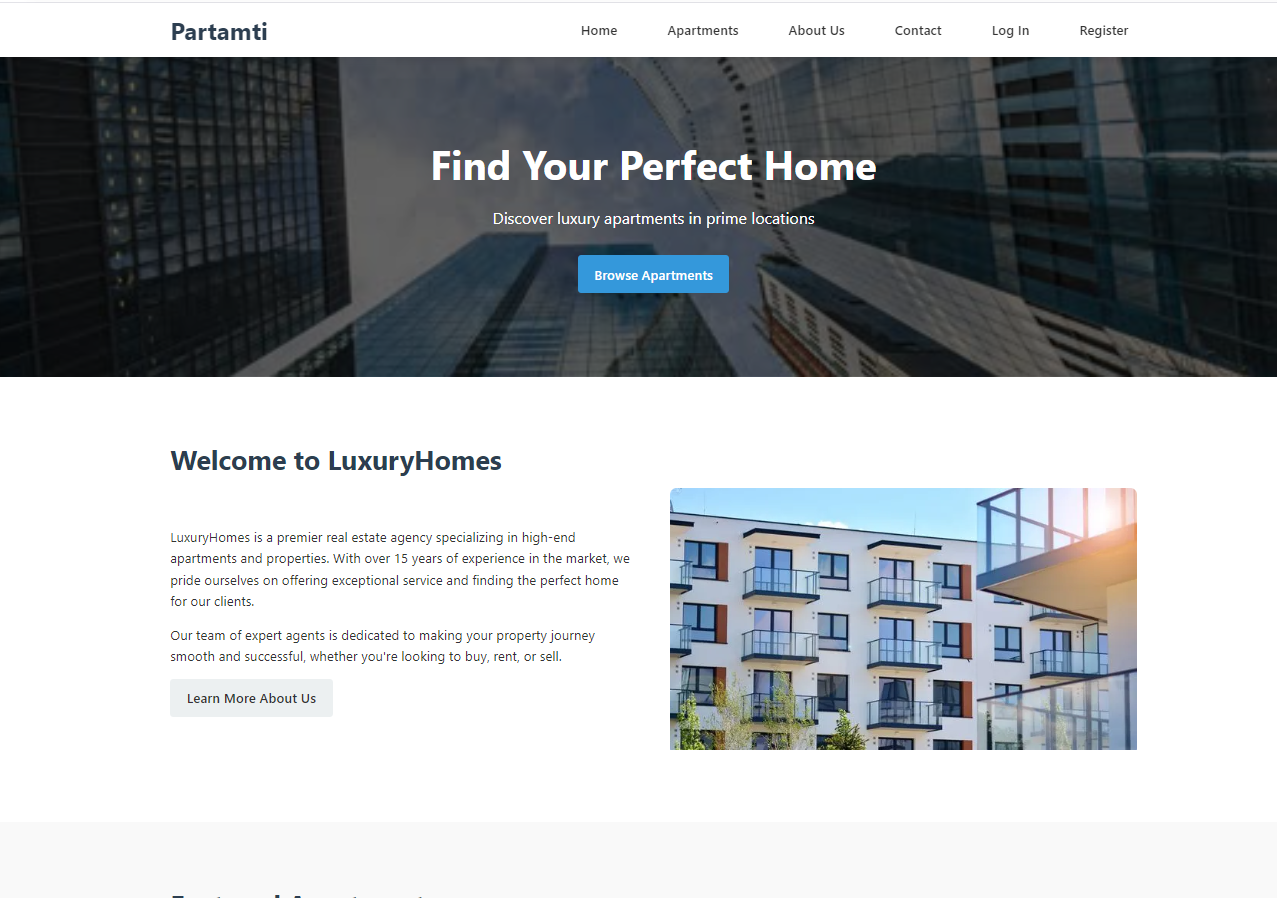 Partamti
Home Apartments About Us Contact Log In Register
Find Your Perfect Home
Discover luxury apartments in prime locations
Browse Apartments
Welcome to LuxuryHomes
LuxuryHomes is a premier real estate agency specializing in high-end
apartments and properties. With over 15 years of experience in the market, we
pride ourselves on offering exceptional service and finding the perfect home
for our clients.
Our team of expert agents is dedicated to making your property journey
smooth and successful, whether you're looking to buy, rent, or sell.
Learn More About Us